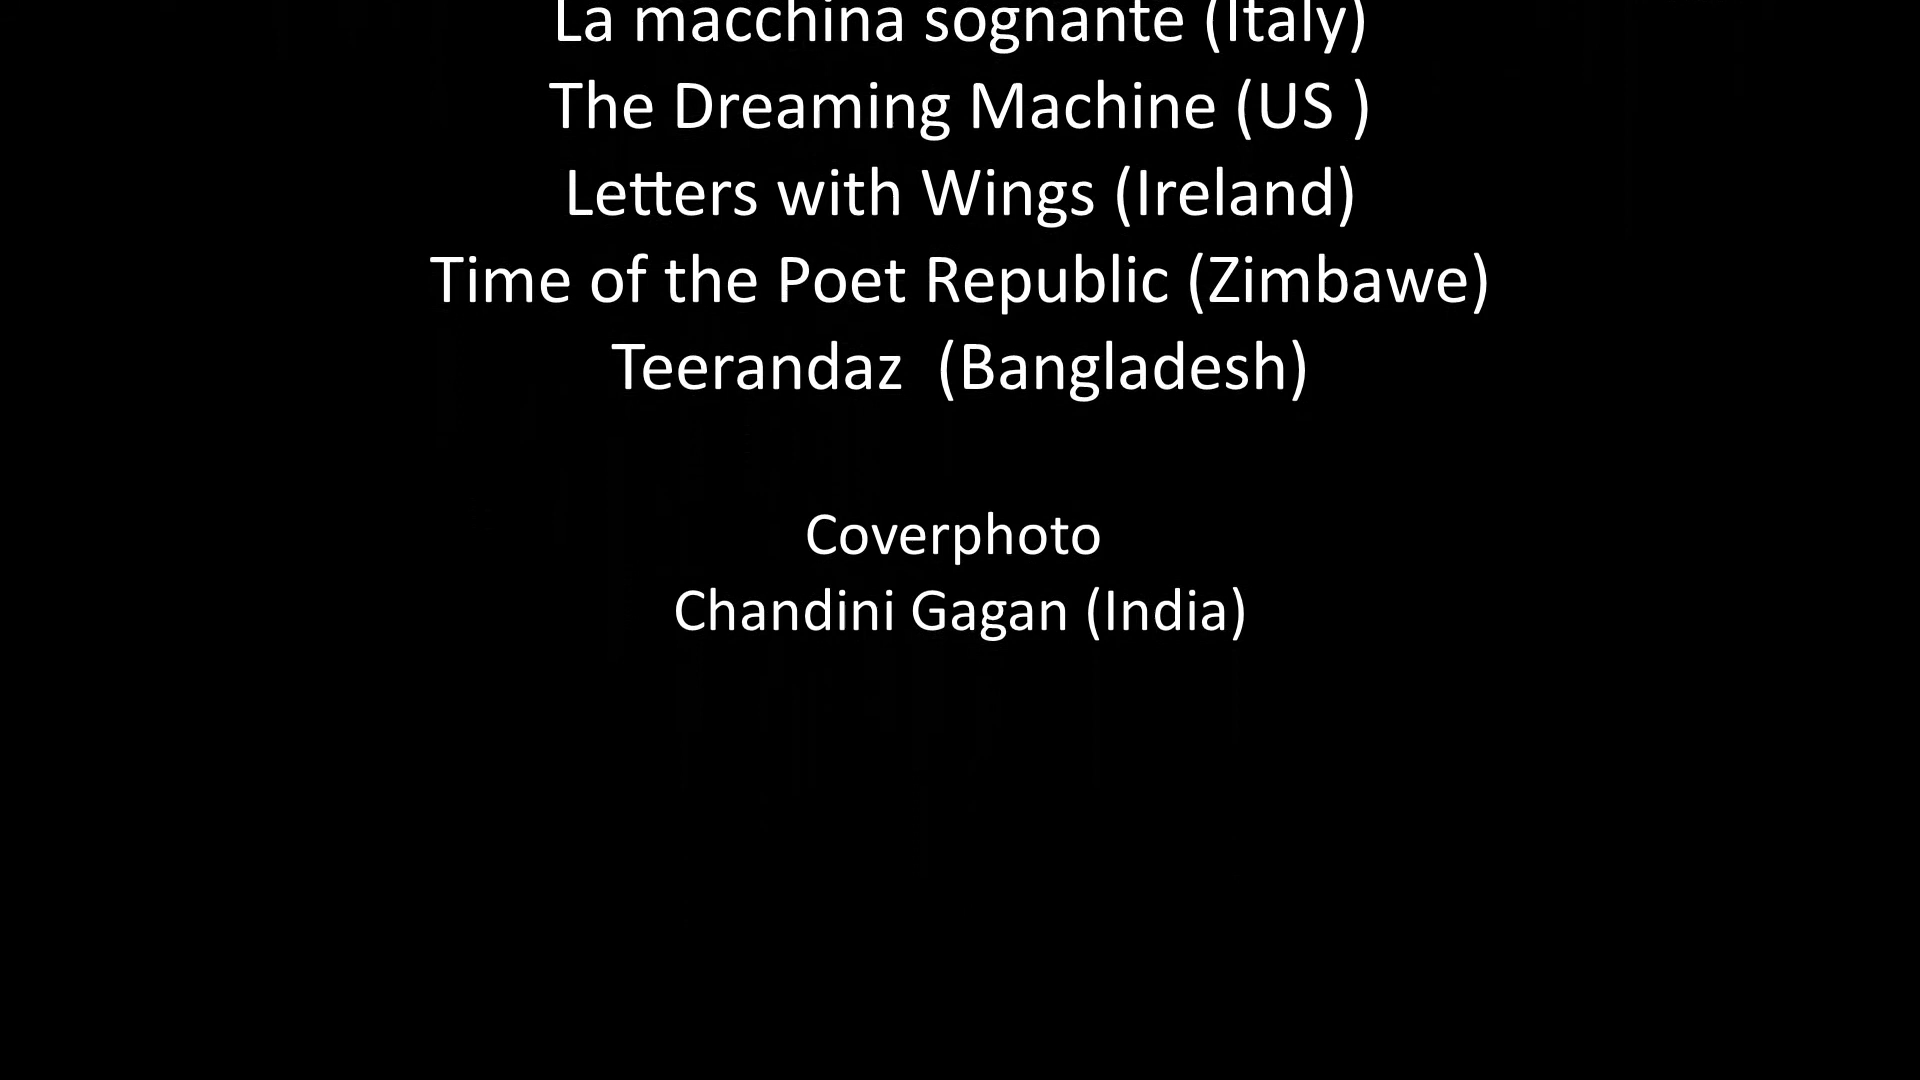 La macchina sognante (Italy)
The Dreaming Machine (US )
Letters with Wings (Ireland)
Time of the Poet Republic (Zimbawe)
Teerandaz  (Bangladesh)
Coverphoto
Chandini Gagan (India)